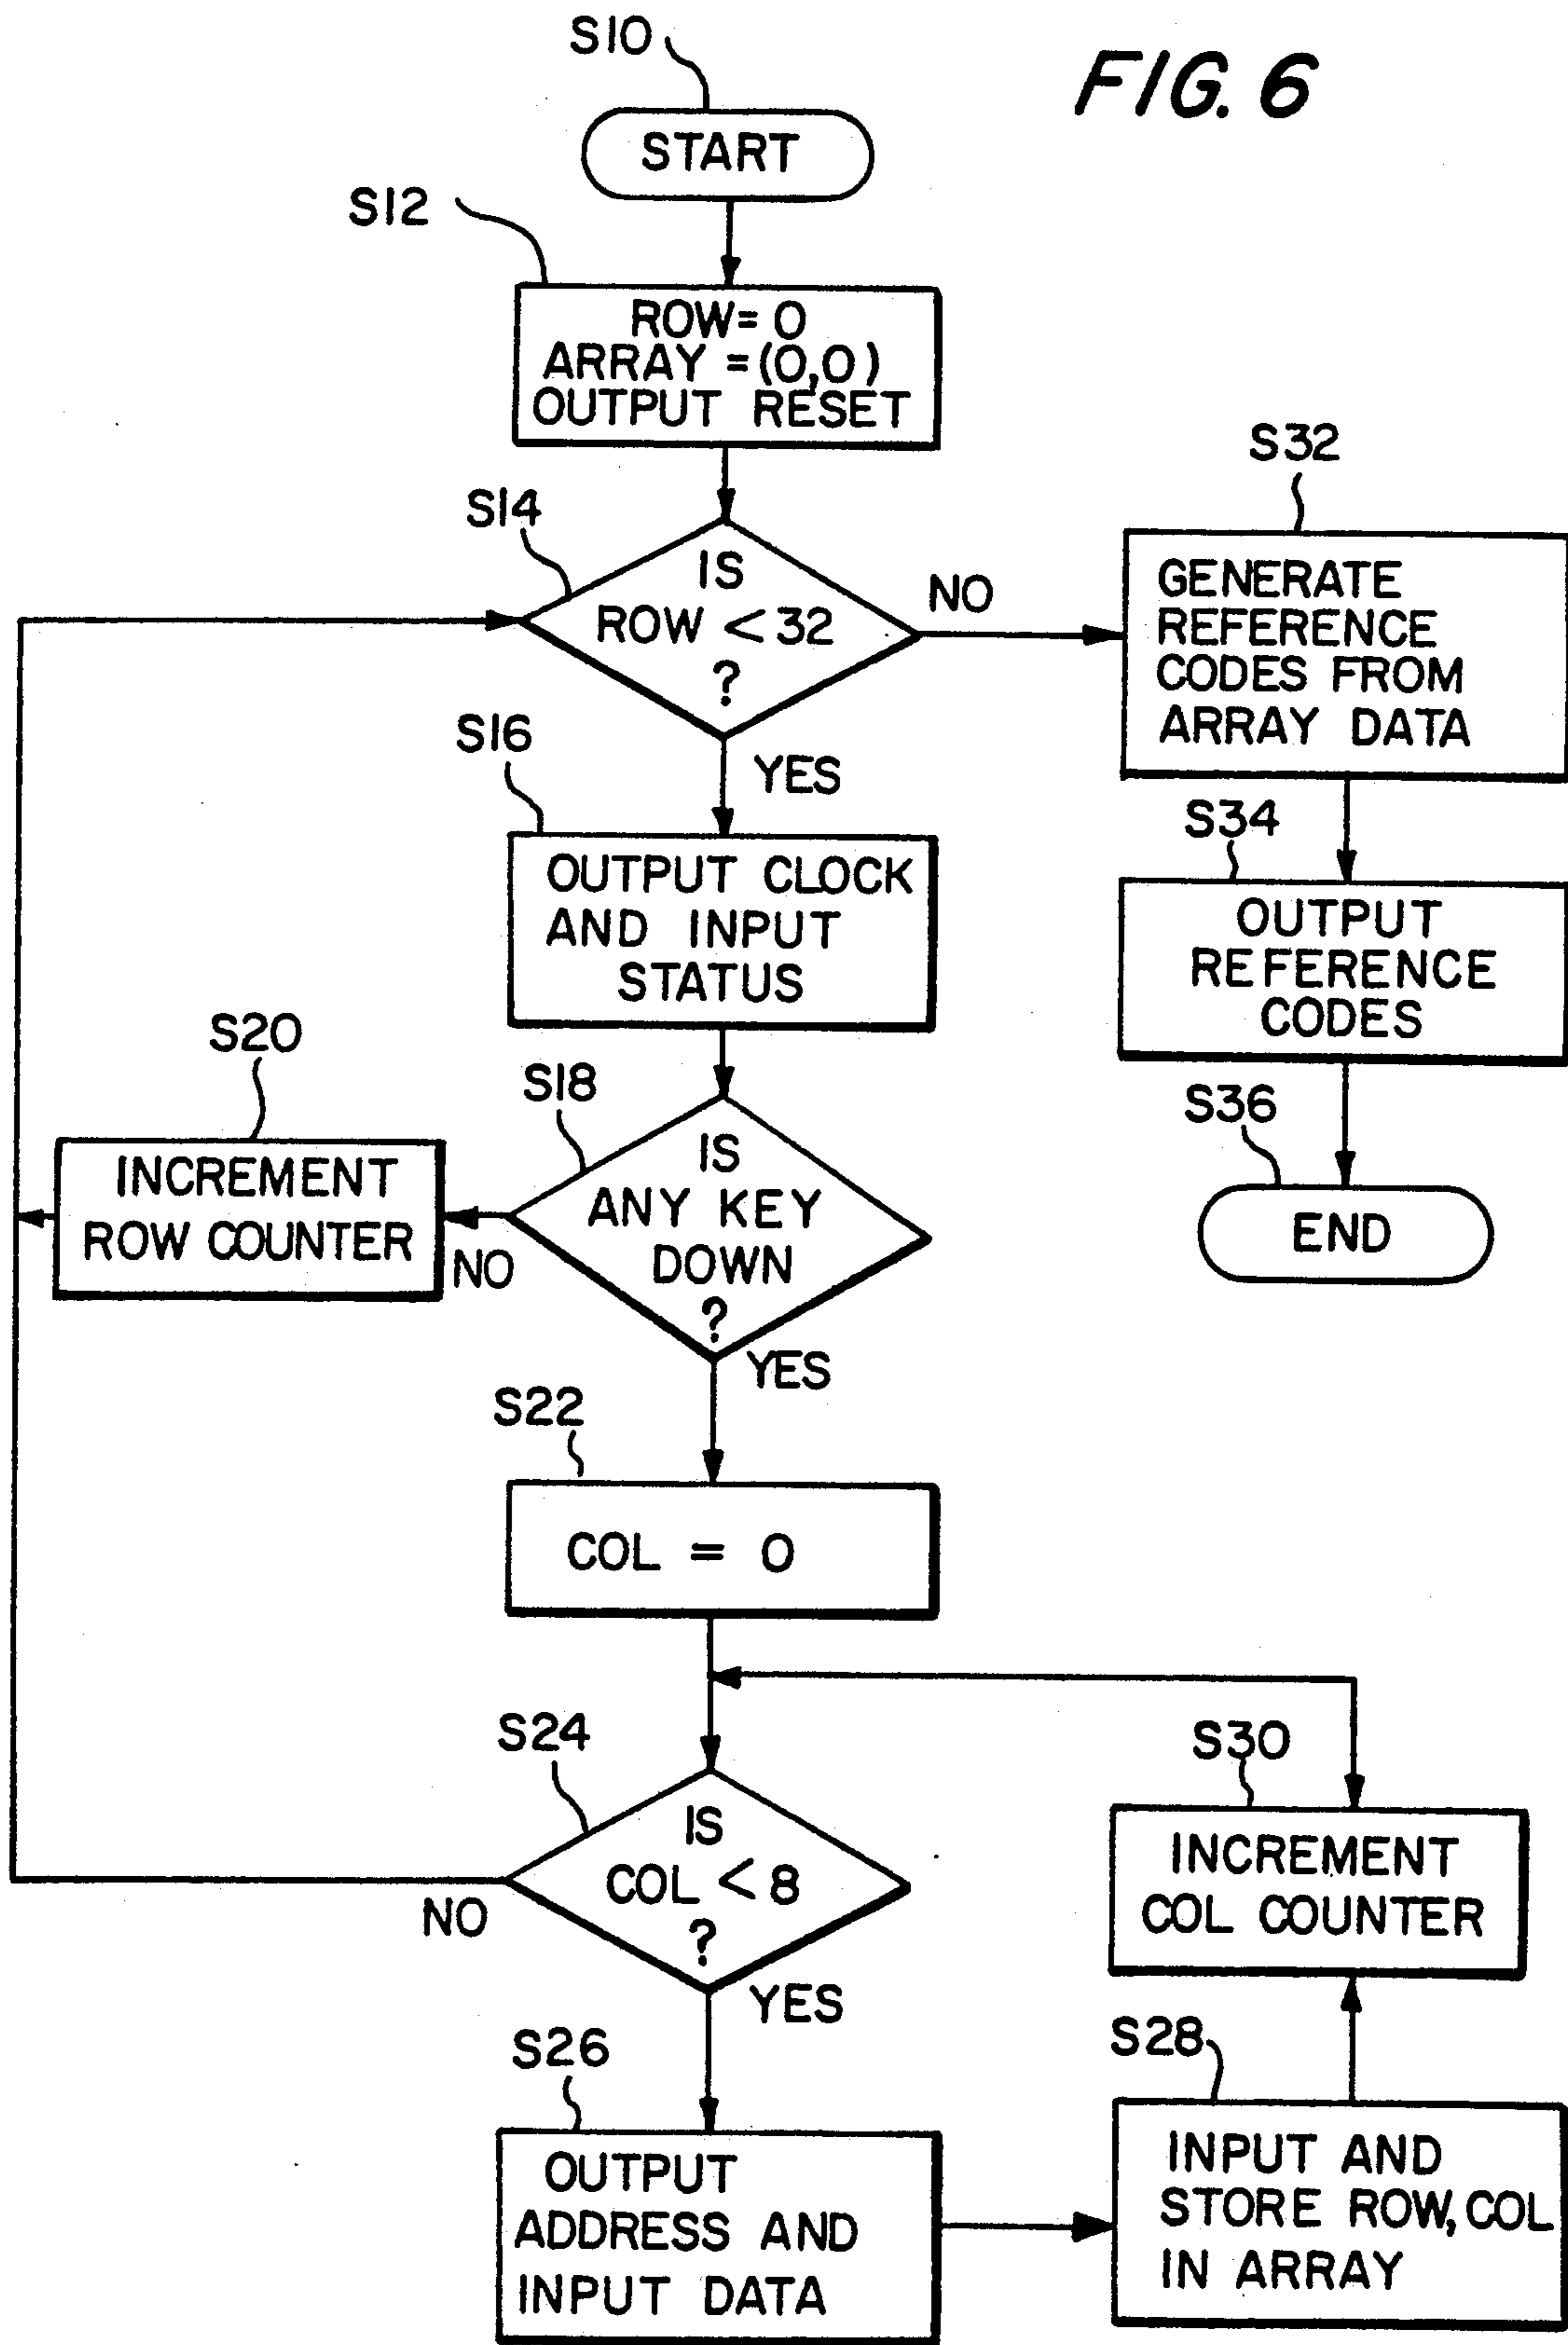 S10
FIG. 6
START
S12
ROW= 0
ARRAY =(0,0)
OUTPUT RESET
S14
IS
ROW < 32
?
NO
YES
S32
GENERATE
REFERENCE
CODES FROM
ARRAY DATA
S16
OUTPUT CLOCK
AND INPUT
STATUS
S34
OUTPUT
REFERENCE
CODES
S20
INCREMENT
ROW COUNTER
S18
IS
ANY KEY
DOWN
?
NO
YES
S36
END
S22
COL = 0
S24
IS
COL < 8
?
NO
YES
S30
INCREMENT
COL COUNTER
S26
OUTPUT
ADDRESS AND
INPUT DATA
S28
INPUT AND
STORE ROW, COL
IN ARRAY